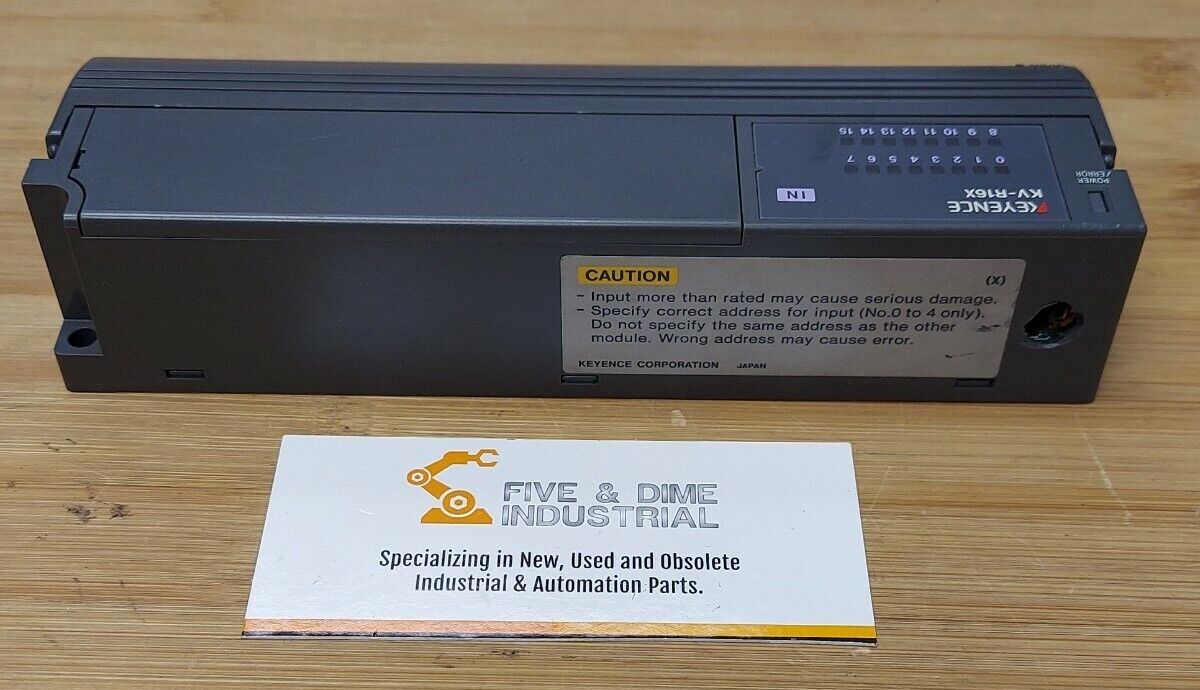 8 9 10 11 12 13 14 15
0 1 2 3 4 5 6 7
IN
KEYENCE
KV-R16X
POWER
/ERROR
CAUTION
(X)
- Input more than rated may cause serious damage.
- Specify correct address for input (No.0 to 4 only).
Do not specify the same address as the other
module. Wrong address may cause error.
KEYENCE CORPORATION JAPAN
FIVE & DIME
INDUSTRIAL
Specializing in New, Used and Obsolete
Industrial & Automation Parts.